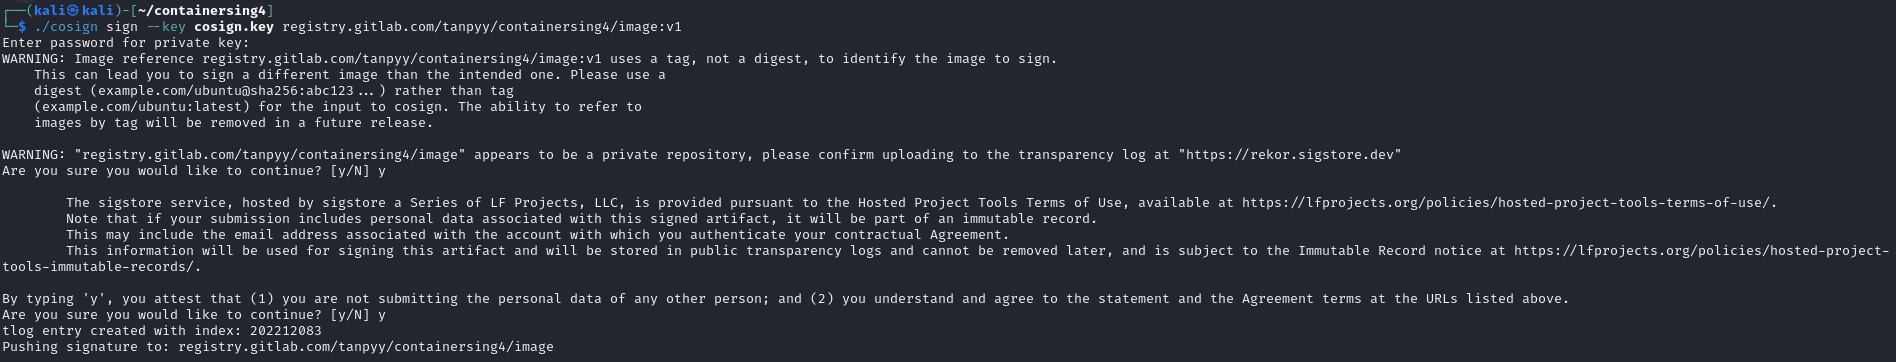 ┌──(kali㉿kali)-[~/containersing4]
└─$ ./cosign sign --key cosign.key registry.gitlab.com/tanpyy/containersing4/image:v1
Enter password for private key:
WARNING: Image reference registry.gitlab.com/tanpyy/containersing4/image:v1 uses a tag, not a digest, to identify the image to sign.
    This can lead you to sign a different image than the intended one. Please use a
    digest (example.com/ubuntu@sha256:abc123...) rather than tag
    (example.com/ubuntu:latest) for the input to cosign. The ability to refer to
    images by tag will be removed in a future release.

WARNING: "registry.gitlab.com/tanpyy/containersing4/image" appears to be a private repository, please confirm uploading to the transparency log at "https://rekor.sigstore.dev"
Are you sure you would like to continue? [y/N] y

        The sigstore service, hosted by sigstore a Series of LF Projects, LLC, is provided pursuant to the Hosted Project Tools Terms of Use, available at https://lfprojects.org/policies/hosted-project-tools-terms-of-use/.
        Note that if your submission includes personal data associated with this signed artifact, it will be part of an immutable record.
        This may include the email address associated with the account with which you authenticate your contractual Agreement.
        This information will be used for signing this artifact and will be stored in public transparency logs and cannot be removed later, and is subject to the Immutable Record notice at https://lfprojects.org/policies/hosted-project-
tools-immutable-records/.

By typing 'y', you attest that (1) you are not submitting the personal data of any other person; and (2) you understand and agree to the statement and the Agreement terms at the URLs listed above.
Are you sure you would like to continue? [y/N] y
tlog entry created with index: 202212083
Pushing signature to: registry.gitlab.com/tanpyy/containersing4/image